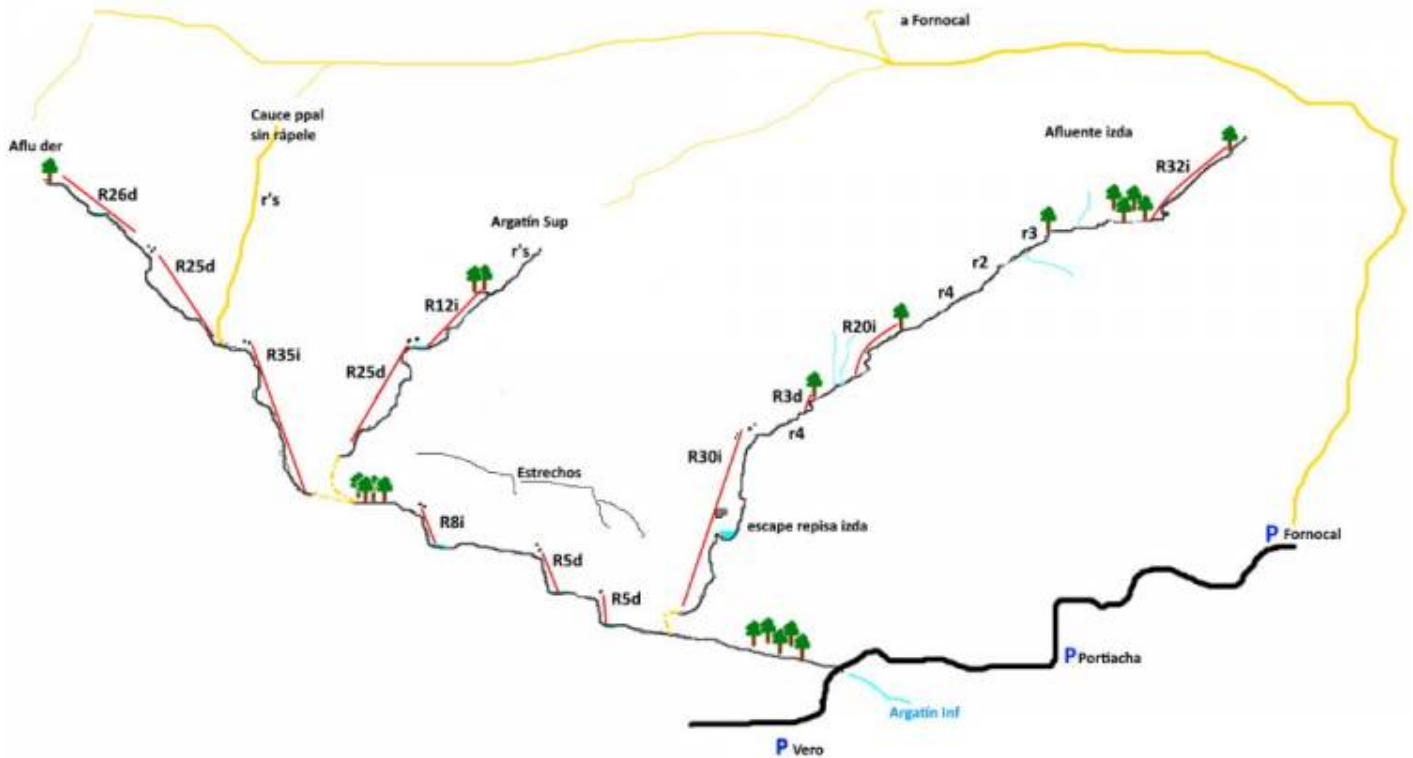 a Fornocal
Cauce ppal
sin rápele
Aflu der
Afluente izda
R32i
R26d
r's
Argatín Sup
r's
r3
R25d
r2
r4
R12i
R20i
R35i
R25d
R3d
r4
R30i
Estrechos
R8i
escape repisa izda
P Fornocal
R5d
R5d
P Portiacha
Argatín Inf
P Vero